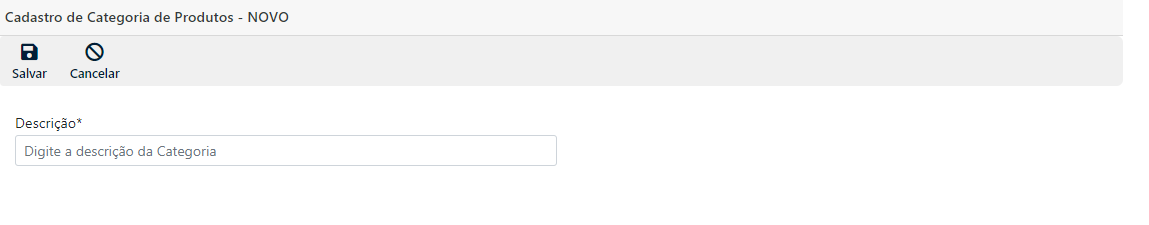 Cadastro de Categoria de Produtos - NOVO
Salvar Cancelar
Descrição*
Digite a descrição da Categoria